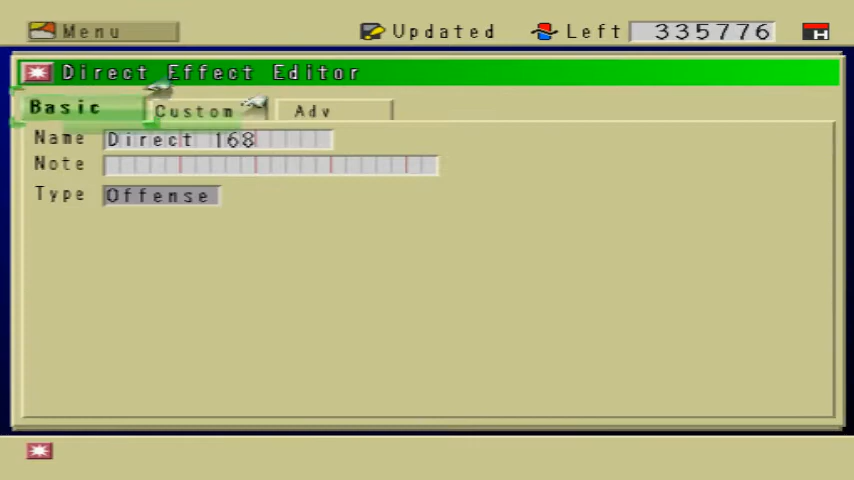 Menu Updated Left 335776 H
Direct Effect Editor
Basic Custom Adv
Name Direct 168
Note
Type Offense